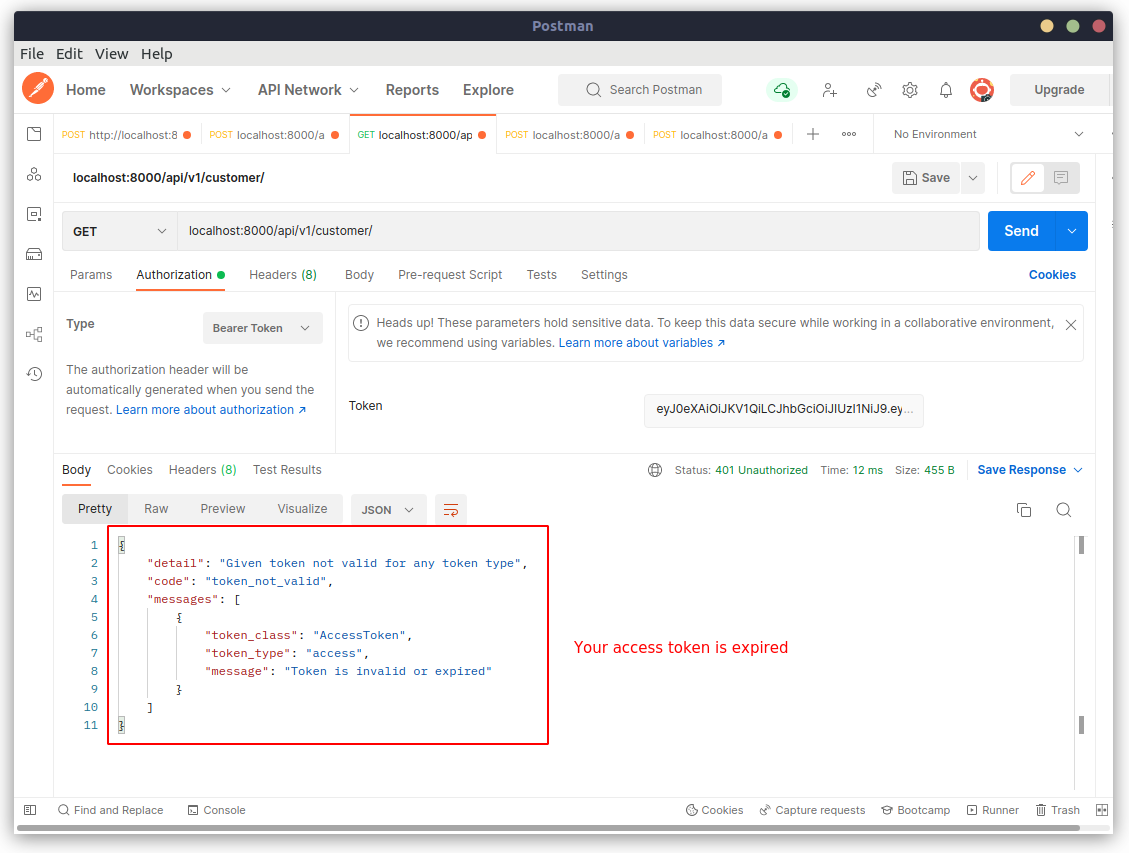 Postman
File Edit View Help
Home Workspaces API Network Reports Explore Search Postman Upgrade
POST http://localhost:8 POST localhost:8000/a GET localhost:8000/ap POST localhost:8000/a POST localhost:8000/a No Environment
localhost:8000/api/v1/customer/ Save
GET localhost:8000/api/v1/customer/ Send
Params Authorization Headers (8) Body Pre-request Script Tests Settings Cookies
Type Bearer Token
Heads up! These parameters hold sensitive data. To keep this data secure while working in a collaborative environment,
we recommend using variables. Learn more about variables ↗
The authorization header will be
automatically generated when you send the
request. Learn more about authorization ↗
Token eyJ0eXAiOiJKV1QiLCJhbGciOiJIUzI1NiJ9.ey...
Body Cookies Headers (8) Test Results Status: 401 Unauthorized Time: 12 ms Size: 455 B Save Response
Pretty Raw Preview Visualize JSON
1 {
2 "detail": "Given token not valid for any token type",
3 "code": "token_not_valid",
4 "messages": [
5 {
6 "token_class": "AccessToken",
7 "token_type": "access",
8 "message": "Token is invalid or expired"
9 }
10 ]
11 }
Your access token is expired
Find and Replace Console Cookies Capture requests Bootcamp Runner Trash